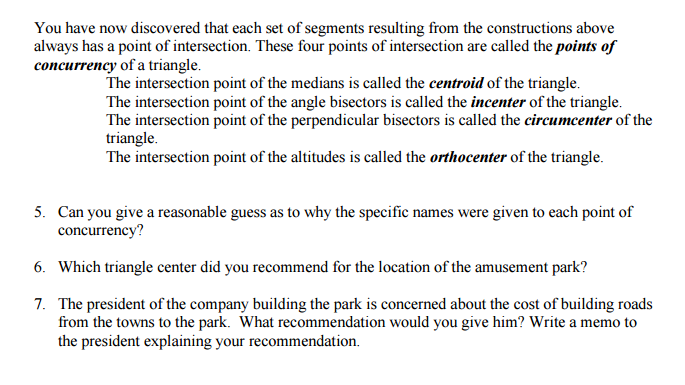 You have now discovered that each set of segments resulting from the constructions above
always has a point of intersection. These four points of intersection are called the points of
concurrency of a triangle.
The intersection point of the medians is called the centroid of the triangle.
The intersection point of the angle bisectors is called the incenter of the triangle.
The intersection point of the perpendicular bisectors is called the circumcenter of the
triangle.
The intersection point of the altitudes is called the orthocenter of the triangle.
5. Can you give a reasonable guess as to why the specific names were given to each point of
concurrency?
6. Which triangle center did you recommend for the location of the amusement park?
7. The president of the company building the park is concerned about the cost of building roads
from the towns to the park. What recommendation would you give him? Write a memo to
the president explaining your recommendation.